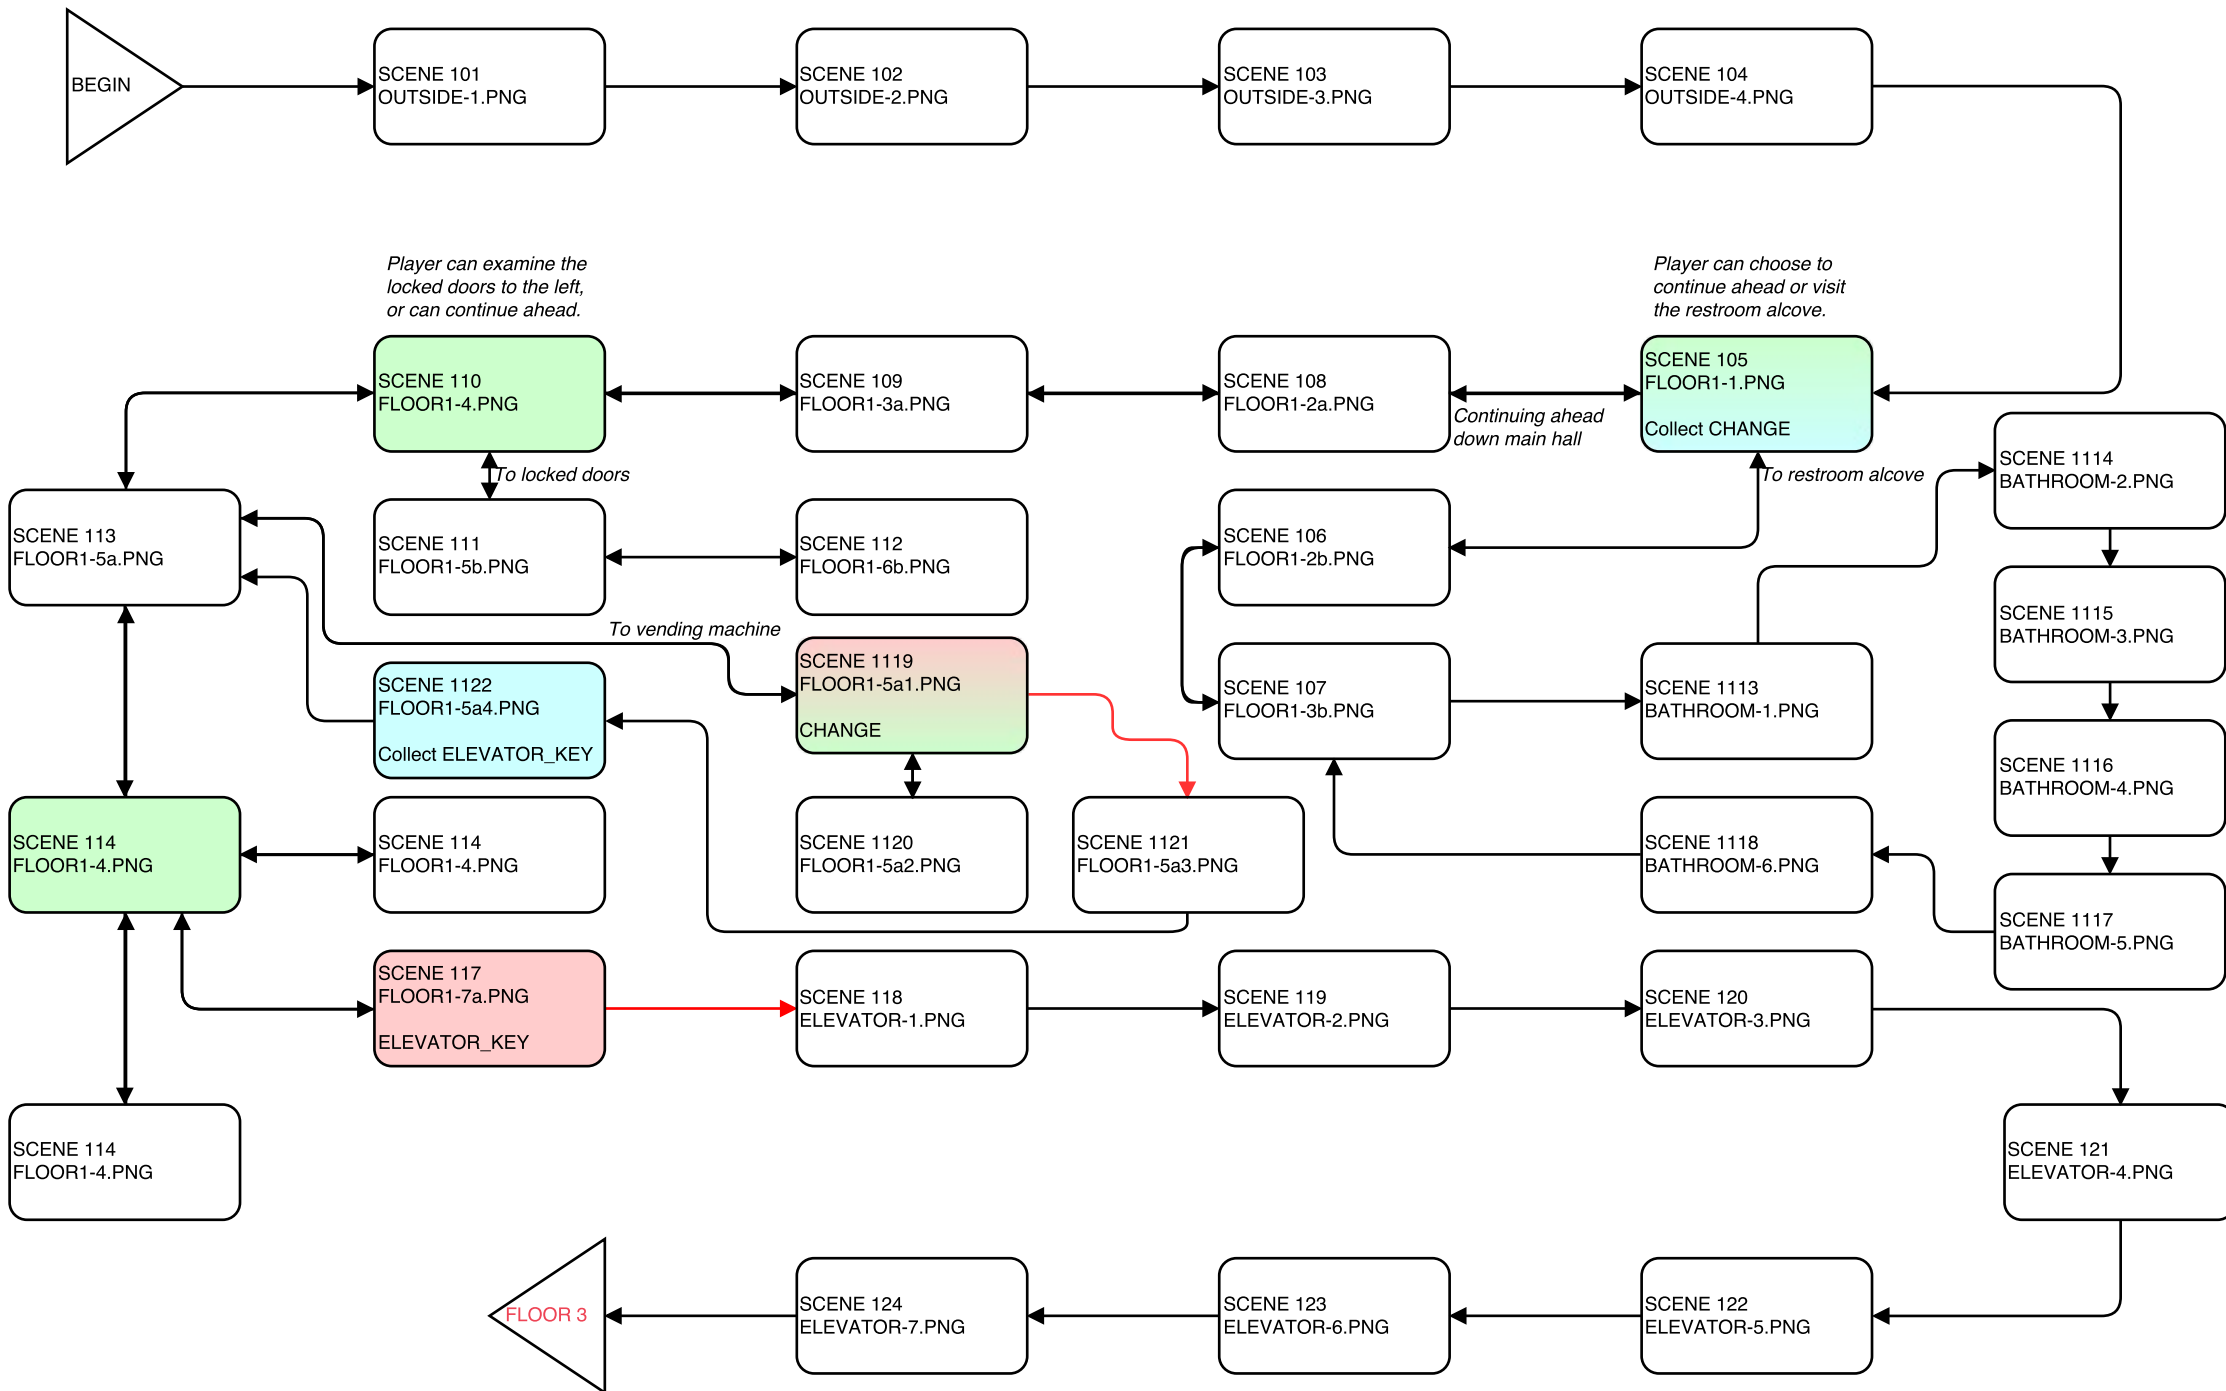 BEGIN
SCENE 101
OUTSIDE-1.PNG
SCENE 102
OUTSIDE-2.PNG
SCENE 103
OUTSIDE-3.PNG
SCENE 104
OUTSIDE-4.PNG
Player can examine the
locked doors to the left,
or can continue ahead.
Player can choose to
continue ahead or visit
the restroom alcove.
SCENE 110
FLOOR1-4.PNG
SCENE 109
FLOOR1-3a.PNG
SCENE 108
FLOOR1-2a.PNG
Continuing ahead
down main hall
SCENE 105
FLOOR1-1.PNG
Collect CHANGE
To locked doors
To restroom alcove
SCENE 1114
BATHROOM-2.PNG
SCENE 113
FLOOR1-5a.PNG
SCENE 111
FLOOR1-5b.PNG
SCENE 112
FLOOR1-6b.PNG
SCENE 106
FLOOR1-2b.PNG
SCENE 1115
BATHROOM-3.PNG
To vending machine
SCENE 1122
FLOOR1-5a4.PNG
Collect ELEVATOR_KEY
SCENE 1119
FLOOR1-5a1.PNG
CHANGE
SCENE 107
FLOOR1-3b.PNG
SCENE 1113
BATHROOM-1.PNG
SCENE 1116
BATHROOM-4.PNG
SCENE 114
FLOOR1-4.PNG
SCENE 114
FLOOR1-4.PNG
SCENE 1120
FLOOR1-5a2.PNG
SCENE 1121
FLOOR1-5a3.PNG
SCENE 1118
BATHROOM-6.PNG
SCENE 1117
BATHROOM-5.PNG
SCENE 117
FLOOR1-7a.PNG
ELEVATOR_KEY
SCENE 118
ELEVATOR-1.PNG
SCENE 119
ELEVATOR-2.PNG
SCENE 120
ELEVATOR-3.PNG
SCENE 114
FLOOR1-4.PNG
SCENE 121
ELEVATOR-4.PNG
FLOOR 3
SCENE 124
ELEVATOR-7.PNG
SCENE 123
ELEVATOR-6.PNG
SCENE 122
ELEVATOR-5.PNG